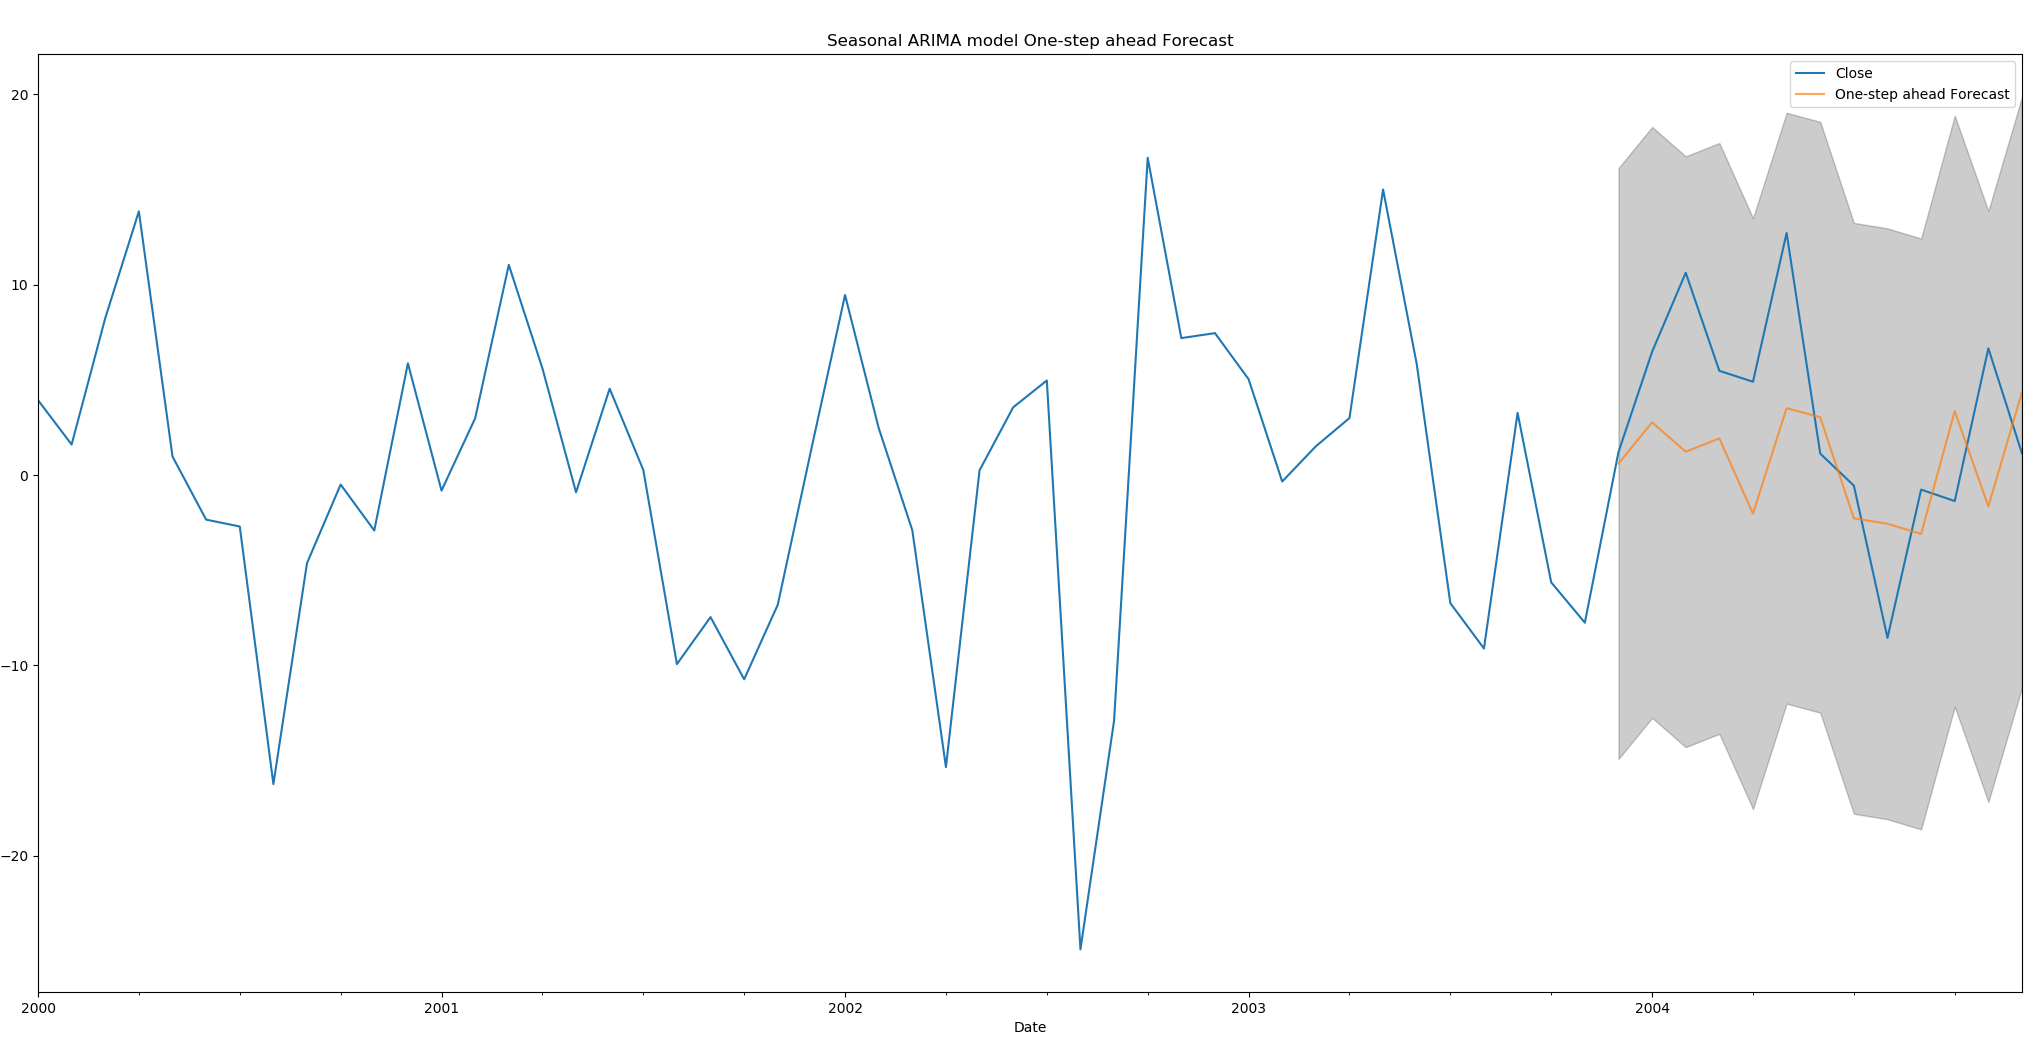 Seasonal ARIMA model One-step ahead Forecast
Close
One-step ahead Forecast
20
10
0
−10
−20
2000 2001 2002 2003 2004
Date